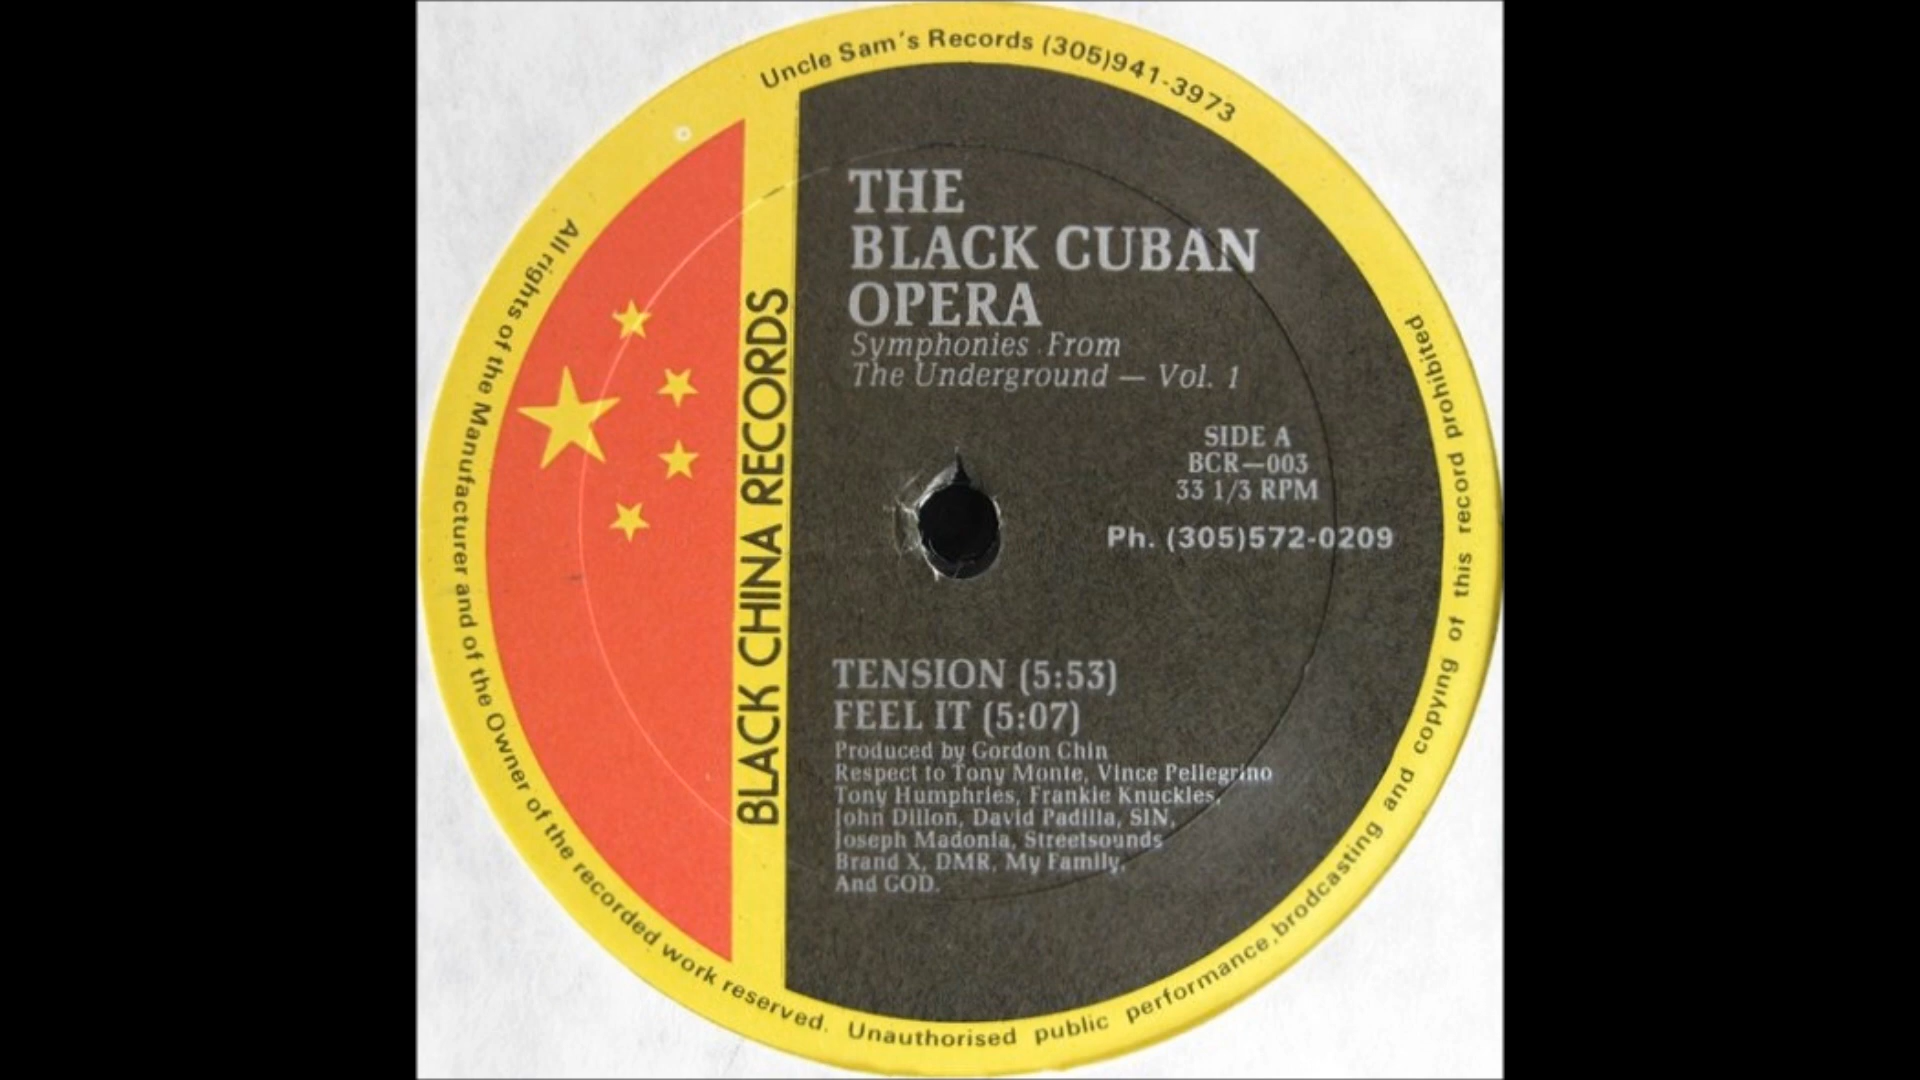 Uncle Sam's Records (305)941-3973
THE
BLACK CUBAN
OPERA
Symphonies From
The Underground — Vol. 1
SIDE A
BCR—003
33 1/3 RPM
Ph. (305)572-0209
BLACK CHINA RECORDS
TENSION (5:53)
FEEL IT (5:07)
Produced by Gordon Chin
Respect to Tony Monte, Vince Pellegrino
Tony Humphries, Frankie Knuckles,
John Dillon, David Padilla, SIN,
Joseph Madonia, Streetsounds
Brand X, DMR, My Family,
And GOD.
All rights of the Manufacturer and of the Owner of the recorded work reserved. Unauthorised public performance,brodcasting and copying of this record prohibited